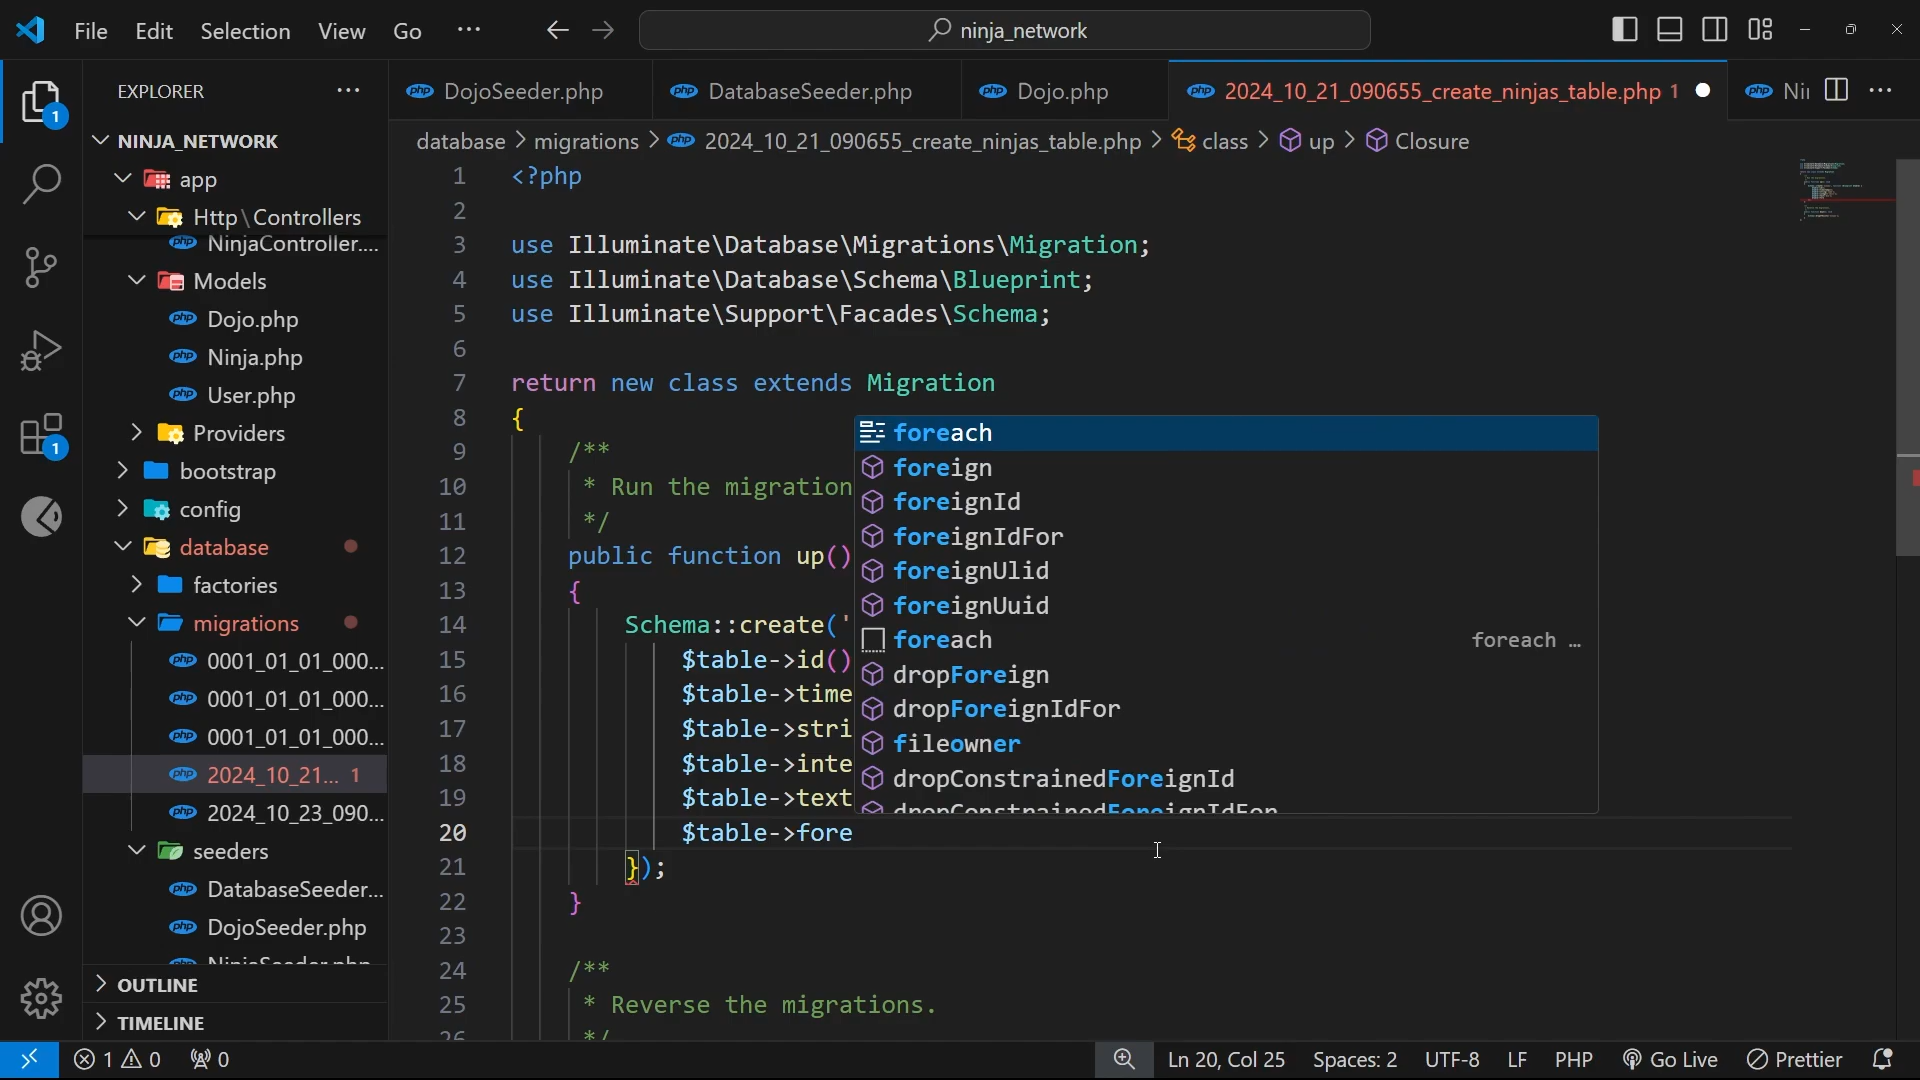 File Edit Selection View Go ··· ninja_network
EXPLORER ···
NINJA_NETWORK
app
Http\Controllers
NinjaController....
Models
Dojo.php
Ninja.php
User.php
Providers
bootstrap
config
database
factories
migrations
0001_01_01_000...
0001_01_01_000...
0001_01_01_000...
2024_10_21... 1
2024_10_23_090...
seeders
DatabaseSeeder...
DojoSeeder.php
NinjaSeeder.php
OUTLINE
TIMELINE
1
1
DojoSeeder.php DatabaseSeeder.php Dojo.php 2024_10_21_090655_create_ninjas_table.php 1 Nin ···
database > migrations > 2024_10_21_090655_create_ninjas_table.php > class > up > Closure
1 <?php
2
3 use Illuminate\Database\Migrations\Migration;
4 use Illuminate\Database\Schema\Blueprint;
5 use Illuminate\Support\Facades\Schema;
6
7 return new class extends Migration
8 {
9 /**
10 * Run the migration
11 */
12 public function up()
13 {
14 Schema::create('
15 $table->id()
16 $table->time
17 $table->stri
18 $table->inte
19 $table->text
20 $table->fore
21 });
22 }
23
24 /**
25 * Reverse the migrations.
26 */
foreach
foreign
foreignId
foreignIdFor
foreignUlid
foreignUuid
foreach foreach …
dropForeign
dropForeignIdFor
fileowner
dropConstrainedForeignId
dropConstrainedForeignIdFor
1 0 0 Ln 20, Col 25 Spaces: 2 UTF-8 LF PHP Go Live Prettier